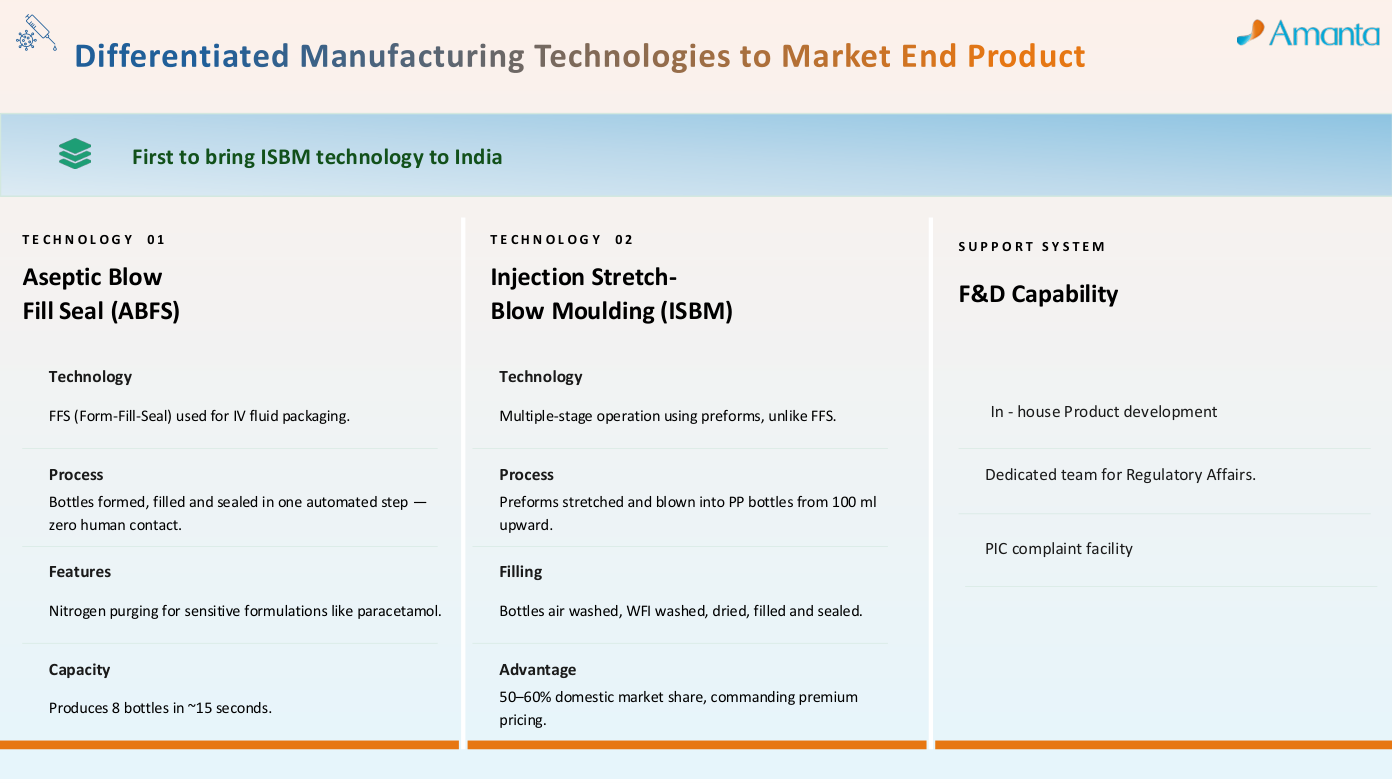 Differentiated Manufacturing Technologies to Market End Product
Amanta
First to bring ISBM technology to India
TECHNOLOGY 01
Aseptic Blow
Fill Seal (ABFS)
Technology
FFS (Form-Fill-Seal) used for IV fluid packaging.
Process
Bottles formed, filled and sealed in one automated step —
zero human contact.
Features
Nitrogen purging for sensitive formulations like paracetamol.
Capacity
Produces 8 bottles in ~15 seconds.
TECHNOLOGY 02
Injection Stretch-
Blow Moulding (ISBM)
Technology
Multiple-stage operation using preforms, unlike FFS.
Process
Preforms stretched and blown into PP bottles from 100 ml
upward.
Filling
Bottles air washed, WFI washed, dried, filled and sealed.
Advantage
50–60% domestic market share, commanding premium
pricing.
SUPPORT SYSTEM
F&D Capability
In - house Product development
Dedicated team for Regulatory Affairs.
PIC complaint facility